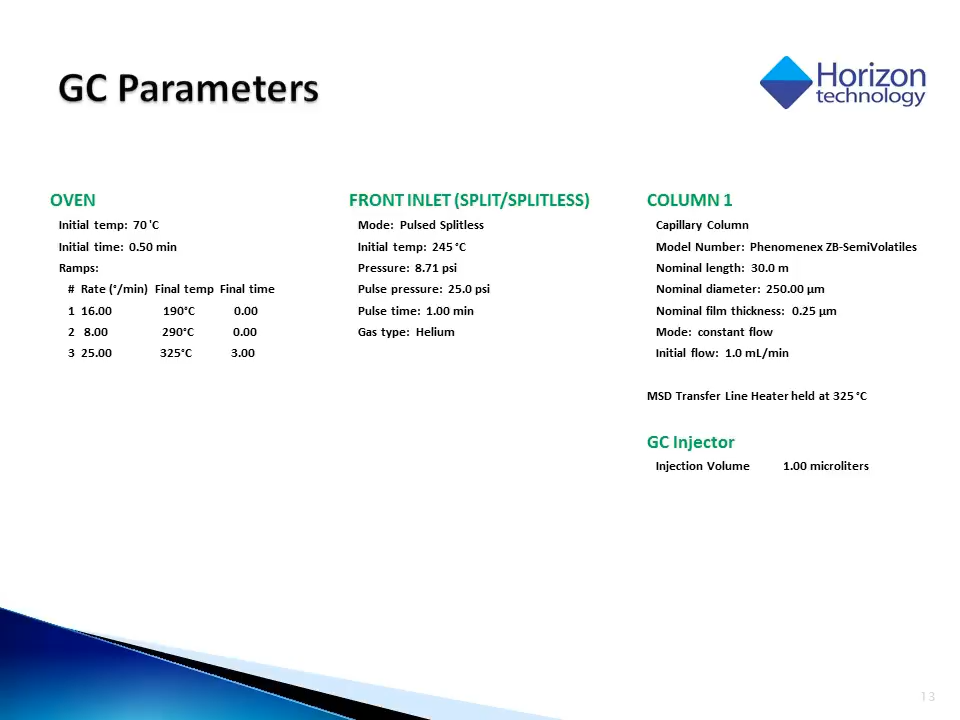 GC Parameters
Horizon
technology
OVEN
Initial temp: 70 'C
Initial time: 0.50 min
Ramps:
# Rate (°/min) Final temp Final time
1 16.00 190°C 0.00
2 8.00 290°C 0.00
3 25.00 325°C 3.00
FRONT INLET (SPLIT/SPLITLESS)
Mode: Pulsed Splitless
Initial temp: 245 °C
Pressure: 8.71 psi
Pulse pressure: 25.0 psi
Pulse time: 1.00 min
Gas type: Helium
COLUMN 1
Capillary Column
Model Number: Phenomenex ZB-SemiVolatiles
Nominal length: 30.0 m
Nominal diameter: 250.00 µm
Nominal film thickness: 0.25 µm
Mode: constant flow
Initial flow: 1.0 mL/min
MSD Transfer Line Heater held at 325 °C
GC Injector
Injection Volume 1.00 microliters
13